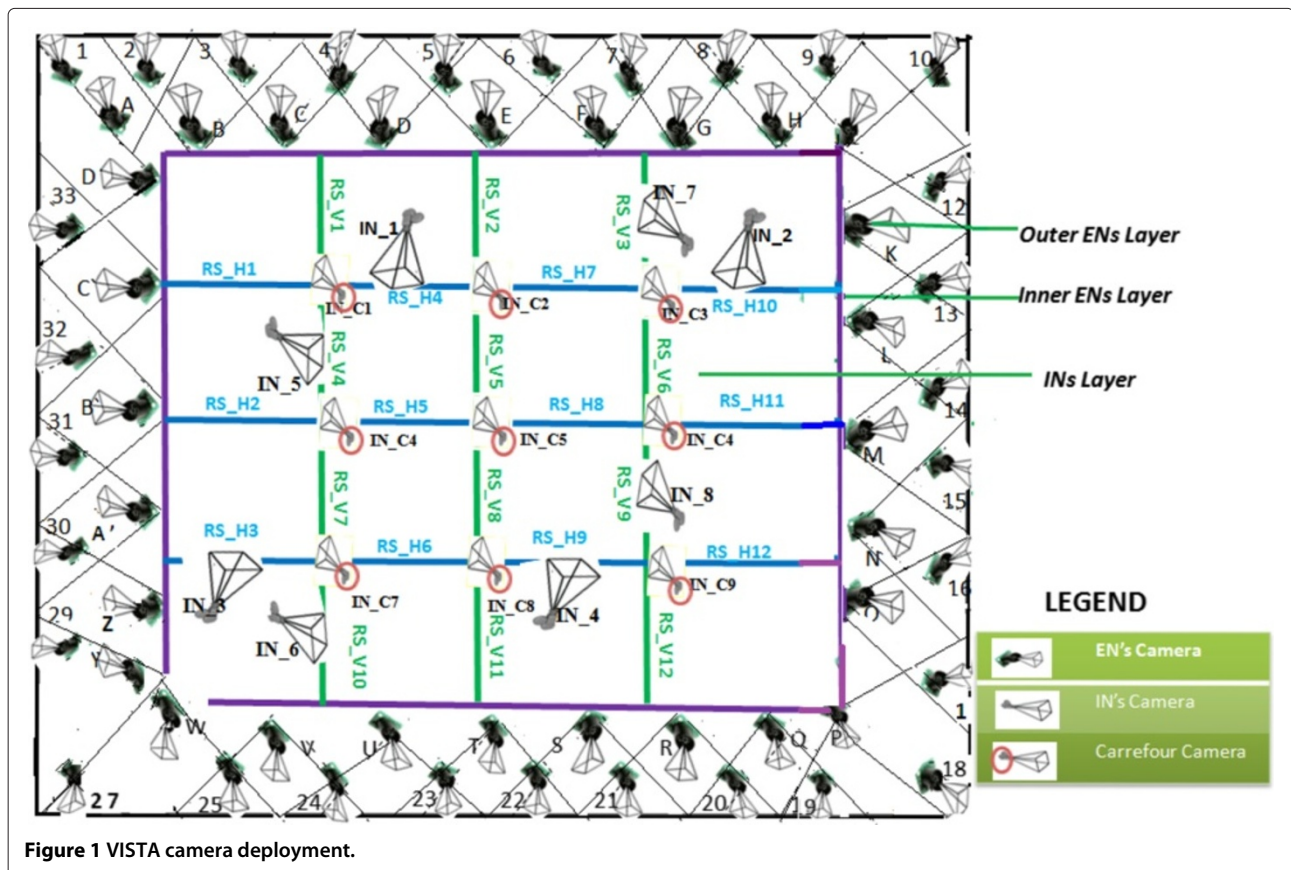 1 2 3 4 5 6 7 8 9 10
A B C D E F G H
D
33
12
K
Outer ENs Layer
RS_V1
IN_1
RS_V2
RS_V3
IN_7
IN_2
C
RS_H1
RS_H4
RS_H7
RS_H10
Inner ENs Layer
IN_C1
IN_C2
IN_C3
13
L
32
IN_5
RS_V4
RS_V5
RS_V6
INs Layer
B
31
RS_H2
RS_H5
RS_H8
RS_H11
14
M
IN_C4
IN_C5
IN_C4
15
A'
30
RS_V7
RS_V8
RS_V9
IN_8
N
RS_H3
RS_H6
RS_H9
RS_H12
16
IN_3
IN_C7
IN_C8
IN_4
IN_C9
29
Z
IN_6
RS_V10
RS_V11
RS_V12
Y
1
W V U T S R Q P
18
27 25 24 23 22 21 20 19
LEGEND
EN's Camera
IN's Camera
Carrefour Camera
Figure 1 VISTA camera deployment.